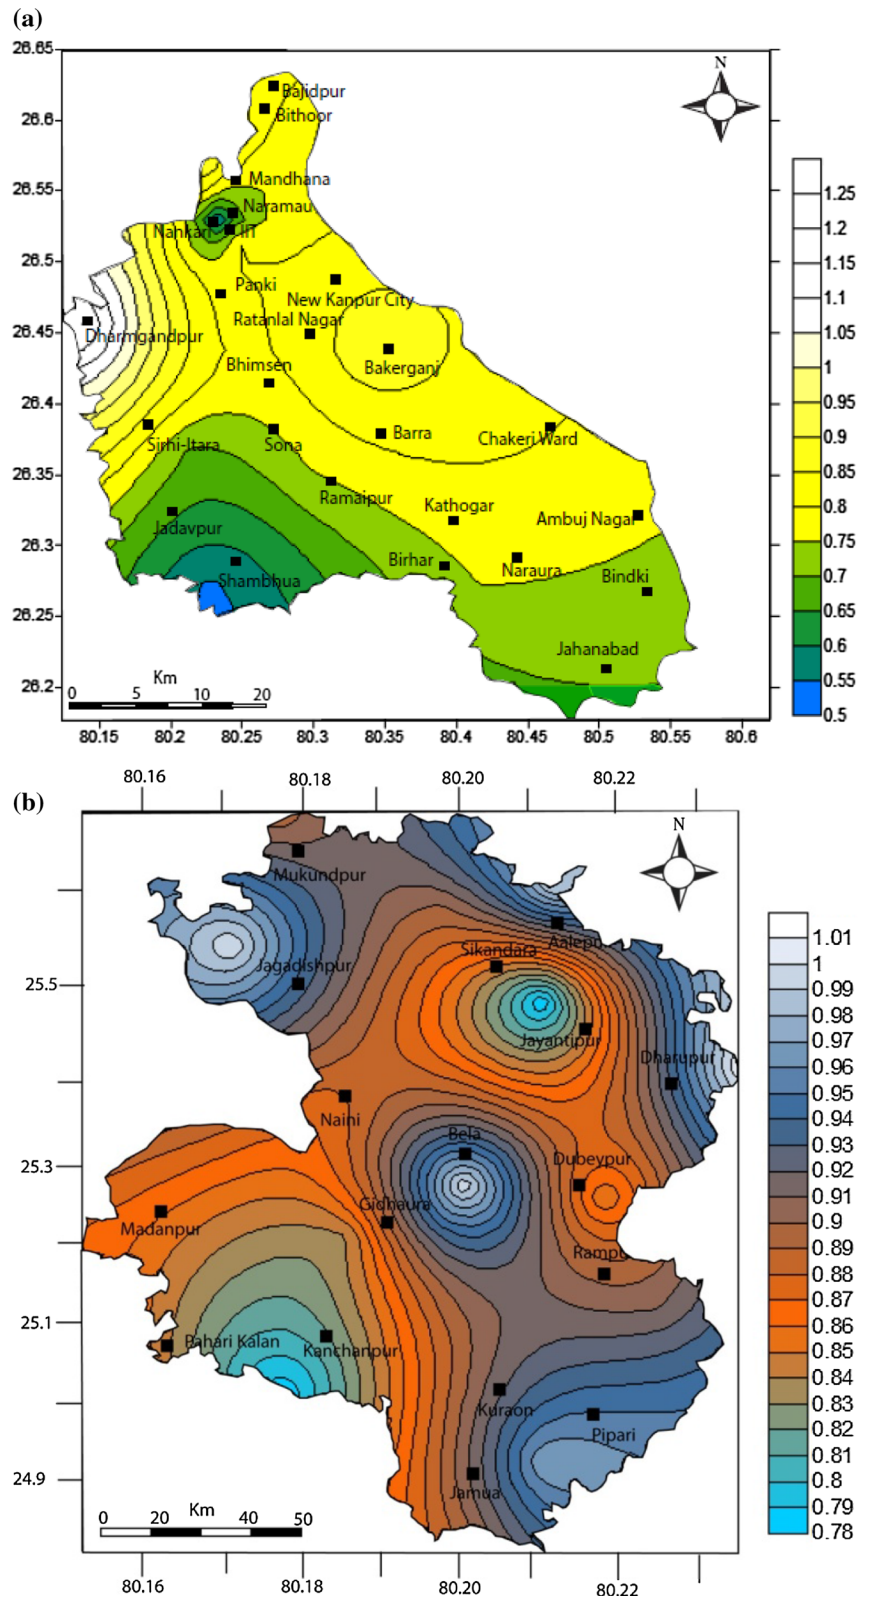 (a)
26.65
26.6
26.55
26.5
26.45
26.4
26.35
26.3
26.25
26.2
N
Bajidpur
Bithoor
Mandhana
Naramau
Nankari
IIT
Panki
New Kanpur City
Ratanlal Nagar
Dharmgandpur
Bakerganj
Bhimsen
Sirhi-Itara
Sona
Barra
Chakeri Ward
Ramaipur
Kathogar
Ambuj Nagar
Jadavpur
Birhar
Naraura
Shambhua
Bindki
Jahanabad
Km
0 5 10 20
80.15 80.2 80.25 80.3 80.35 80.4 80.45 80.5 80.55 80.6
1.25
1.2
1.15
1.1
1.05
1
0.95
0.9
0.85
0.8
0.75
0.7
0.65
0.6
0.55
0.5
(b)
80.16 80.18 80.20 80.22
25.5
25.3
25.1
24.9
N
Mukundpur
Aalepu
Sikandara
Jagadishpur
Jayantipur
Dharupur
Naini
Bela
Dubeypur
Gidhaura
Madanpur
Rampu
Pahari Kalan
Kanchanpur
Kuraon
Pipari
Jamua
Km
0 20 40 50
80.16 80.18 80.20 80.22
1.01
1
0.99
0.98
0.97
0.96
0.95
0.94
0.93
0.92
0.91
0.9
0.89
0.88
0.87
0.86
0.85
0.84
0.83
0.82
0.81
0.8
0.79
0.78